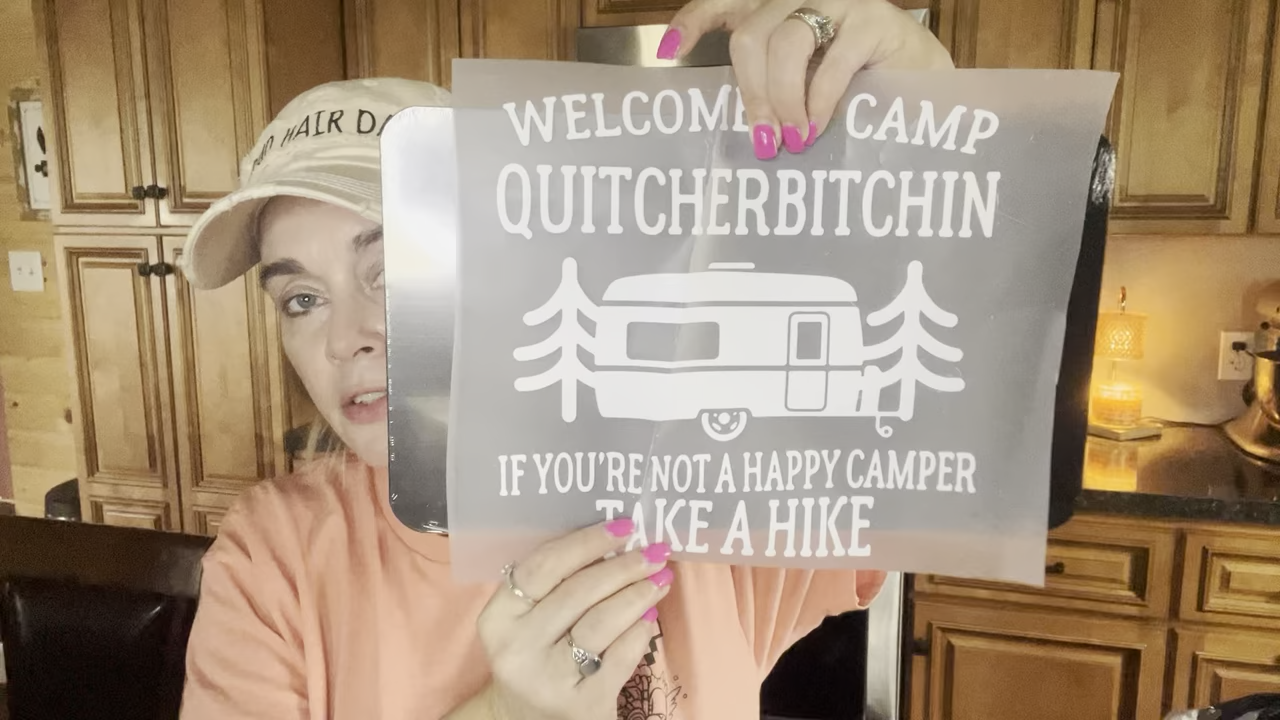 HAIR DA
WELCOME CAMP
QUITCHERBITCHIN
IF YOU'RE NOT A HAPPY CAMPER
TAKE A HIKE